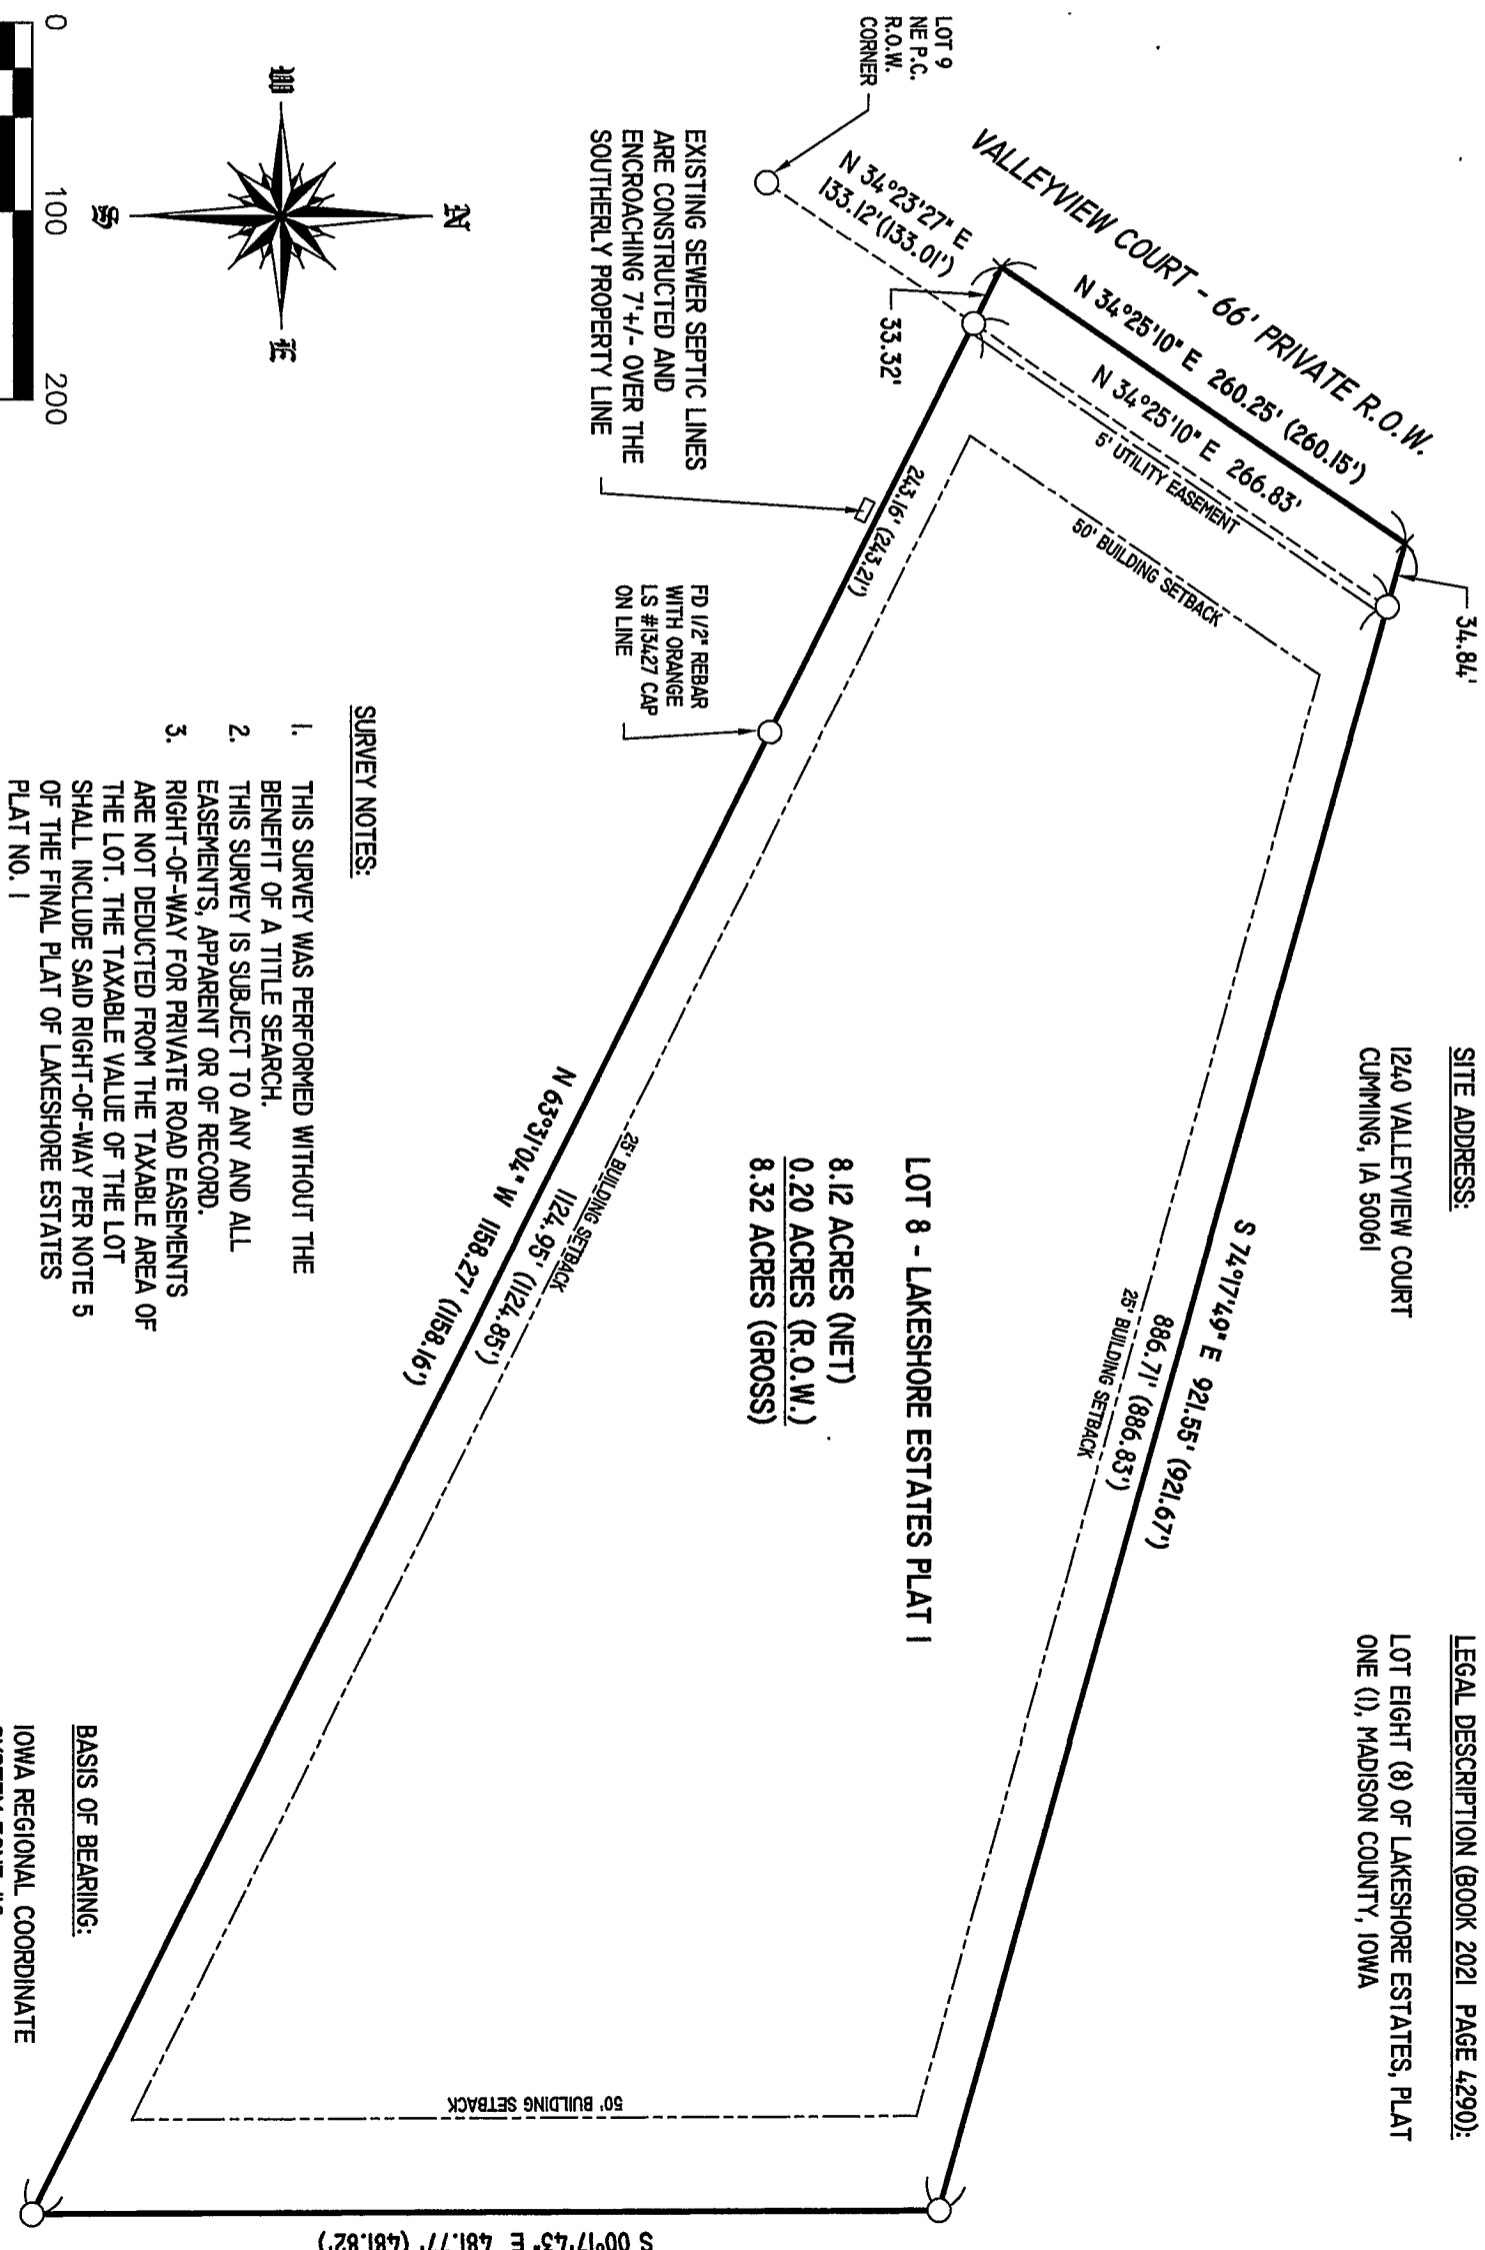 SITE ADDRESS:
1240 VALLEYVIEW COURT
CUMMING, IA 50061
LEGAL DESCRIPTION (BOOK 2021 PAGE 4290):
LOT EIGHT (8) OF LAKESHORE ESTATES, PLAT
ONE (1), MADISON COUNTY, IOWA
VALLEYVIEW COURT - 66' PRIVATE R.O.W.
N 34°25'10" E 260.25' (260.15')
N 34°25'10" E 266.83'
5' UTILITY EASEMENT
50' BUILDING SETBACK
34.84'
LOT 9
NE P.C.
R.O.W.
CORNER
N 34°23'27" E
133.12'(133.01')
33.32'
S 74°17'49" E 921.55' (921.67')
886.71' (886.83')
25' BUILDING SETBACK
LOT 8 - LAKESHORE ESTATES PLAT 1
8.12 ACRES (NET)
0.20 ACRES (R.O.W.)
8.32 ACRES (GROSS)
EXISTING SEWER SEPTIC LINES
ARE CONSTRUCTED AND
ENCROACHING 7'+/- OVER THE
SOUTHERLY PROPERTY LINE
243.16' (243.21')
FD 1/2" REBAR
WITH ORANGE
LS #13427 CAP
ON LINE
25' BUILDING SETBACK
1124.95' (1124.85')
N 63°31'04" W 1158.27' (1158.16')
50' BUILDING SETBACK
S 00°17'43" E 481.77' (481.82')
N
W
E
S
SURVEY NOTES:
1. THIS SURVEY WAS PERFORMED WITHOUT THE
BENEFIT OF A TITLE SEARCH.
2. THIS SURVEY IS SUBJECT TO ANY AND ALL
EASEMENTS, APPARENT OR OF RECORD.
3. RIGHT-OF-WAY FOR PRIVATE ROAD EASEMENTS
ARE NOT DEDUCTED FROM THE TAXABLE AREA OF
THE LOT. THE TAXABLE VALUE OF THE LOT
SHALL INCLUDE SAID RIGHT-OF-WAY PER NOTE 5
OF THE FINAL PLAT OF LAKESHORE ESTATES
PLAT NO. 1
BASIS OF BEARING:
IOWA REGIONAL COORDINATE
0 100 200